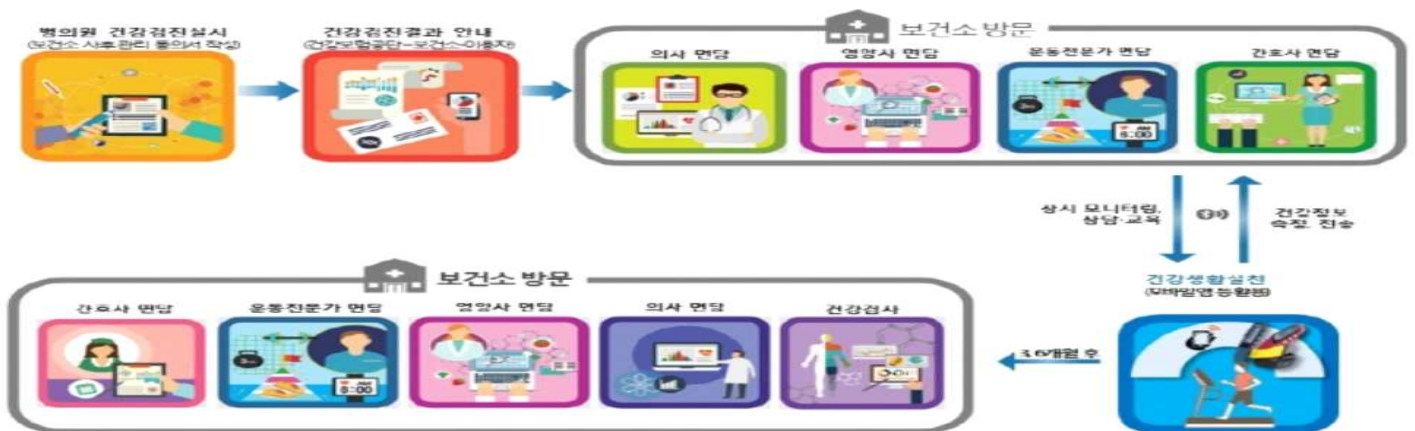 병의원 건강검진실시
(보건소 사후관리 동의서 작성)
건강검진결과 안내
(건강보험공단-보건소-이용자)
보건소 방문
의사 면담
영양사 면담
운동전문가 면담
간호사 면담
AM
8:00
상시 모니터링,
상담·교육
건강정보
측정, 전송
건강생활실천
(모바일앱 등 활용)
3,6개월 후
보건소 방문
간호사 면담
운동전문가 면담
영양사 면담
의사 면담
건강검사
AM
8:00